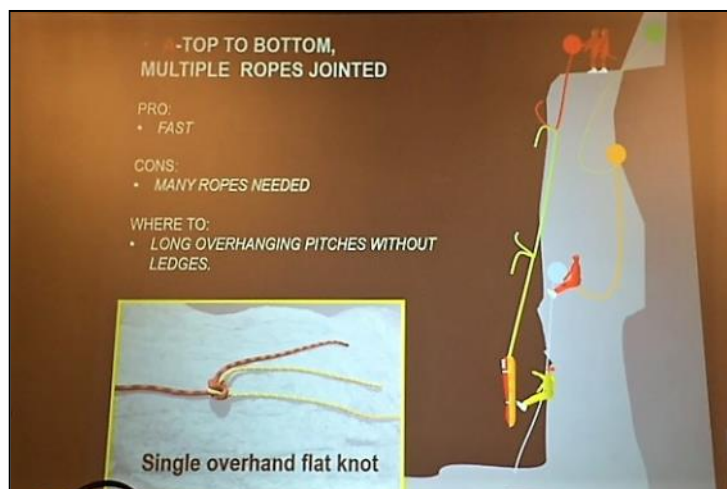 A-TOP TO BOTTOM,
MULTIPLE ROPES JOINTED
PRO:
• FAST
CONS:
• MANY ROPES NEEDED
WHERE TO:
• LONG OVERHANGING PITCHES WITHOUT
LEDGES.
Single overhand flat knot